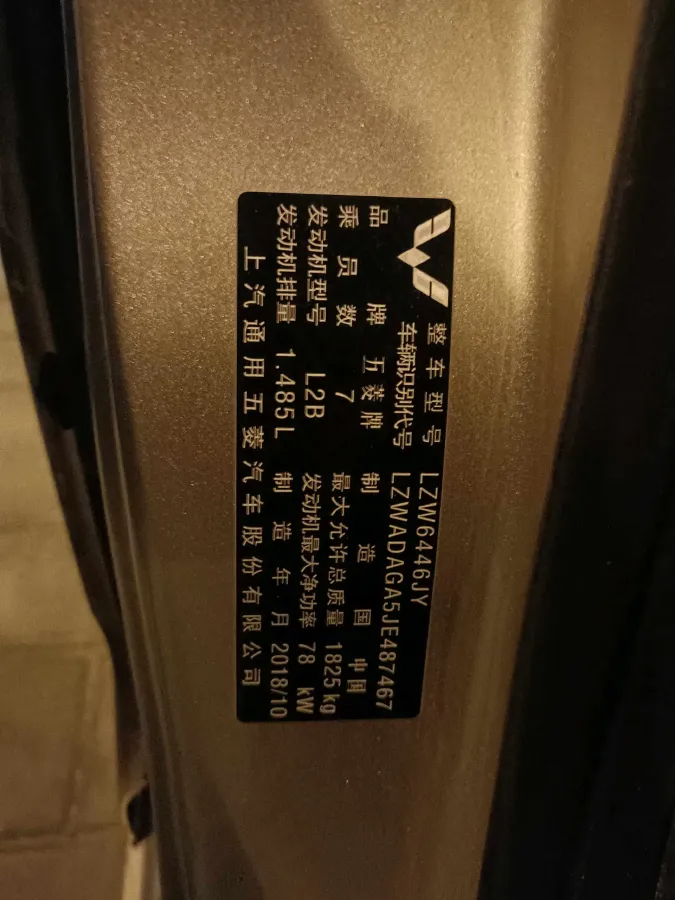 整车型号 LZW6446JY
车辆识别代号 LZWADAGA5JE487467
品牌 五菱牌 制造国 中国
乘员数 7 最大允许总质量 1825 kg
发动机型号 L2B 发动机最大净功率 78 kW
发动机排量 1.485L 制造年月 2018/10
上汽通用五菱汽车股份有限公司